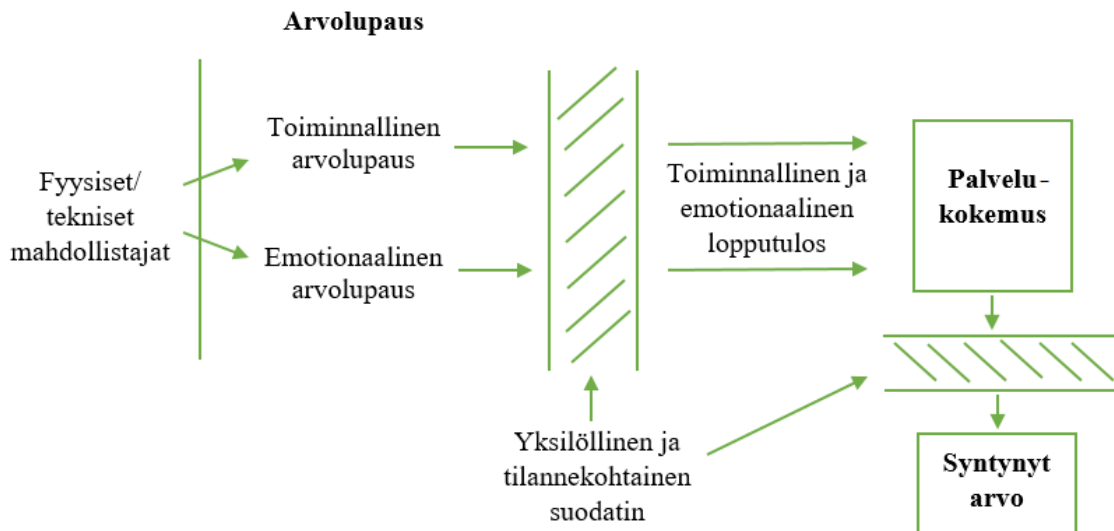 Arvolupaus
Fyysiset/
tekniset
mahdollistajat
Toiminnallinen
arvolupaus
Emotionaalinen
arvolupaus
Toiminnallinen ja
emotionaalinen
lopputulos
Palvelu-
kokemus
Yksilöllinen ja
tilannekohtainen
suodatin
Syntynyt
arvo